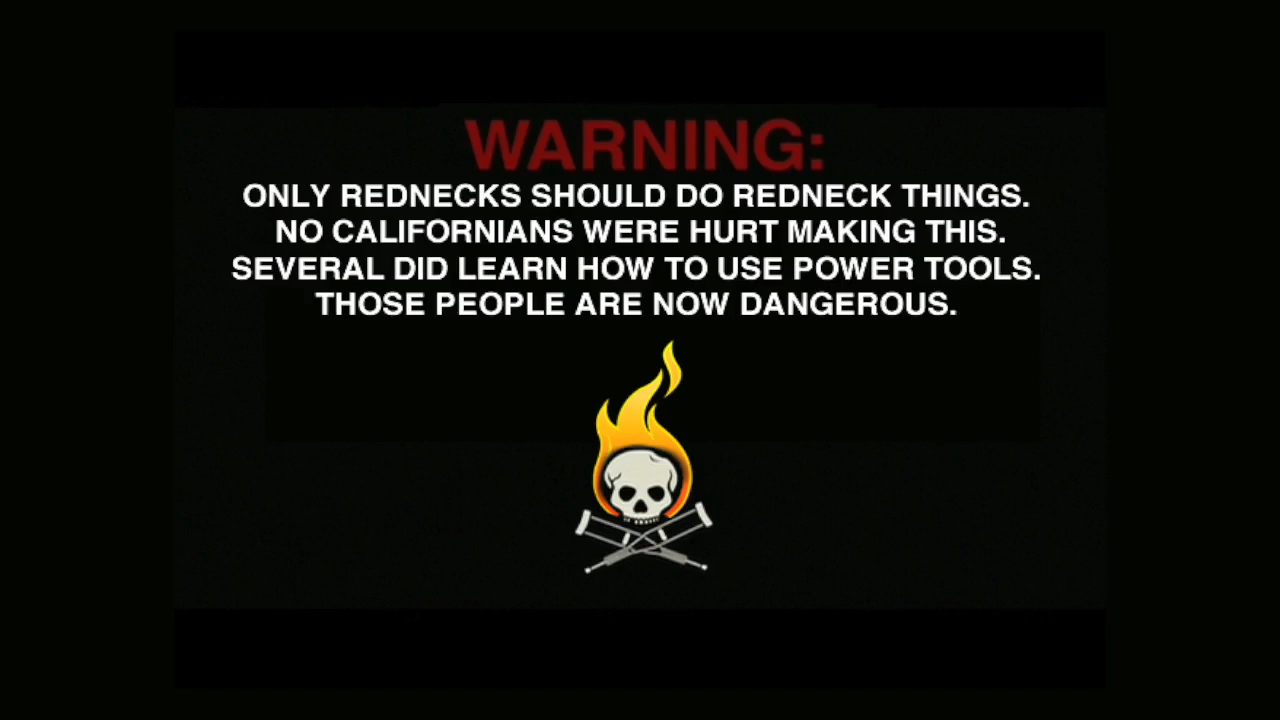 WARNING:
ONLY REDNECKS SHOULD DO REDNECK THINGS.
NO CALIFORNIANS WERE HURT MAKING THIS.
SEVERAL DID LEARN HOW TO USE POWER TOOLS.
THOSE PEOPLE ARE NOW DANGEROUS.